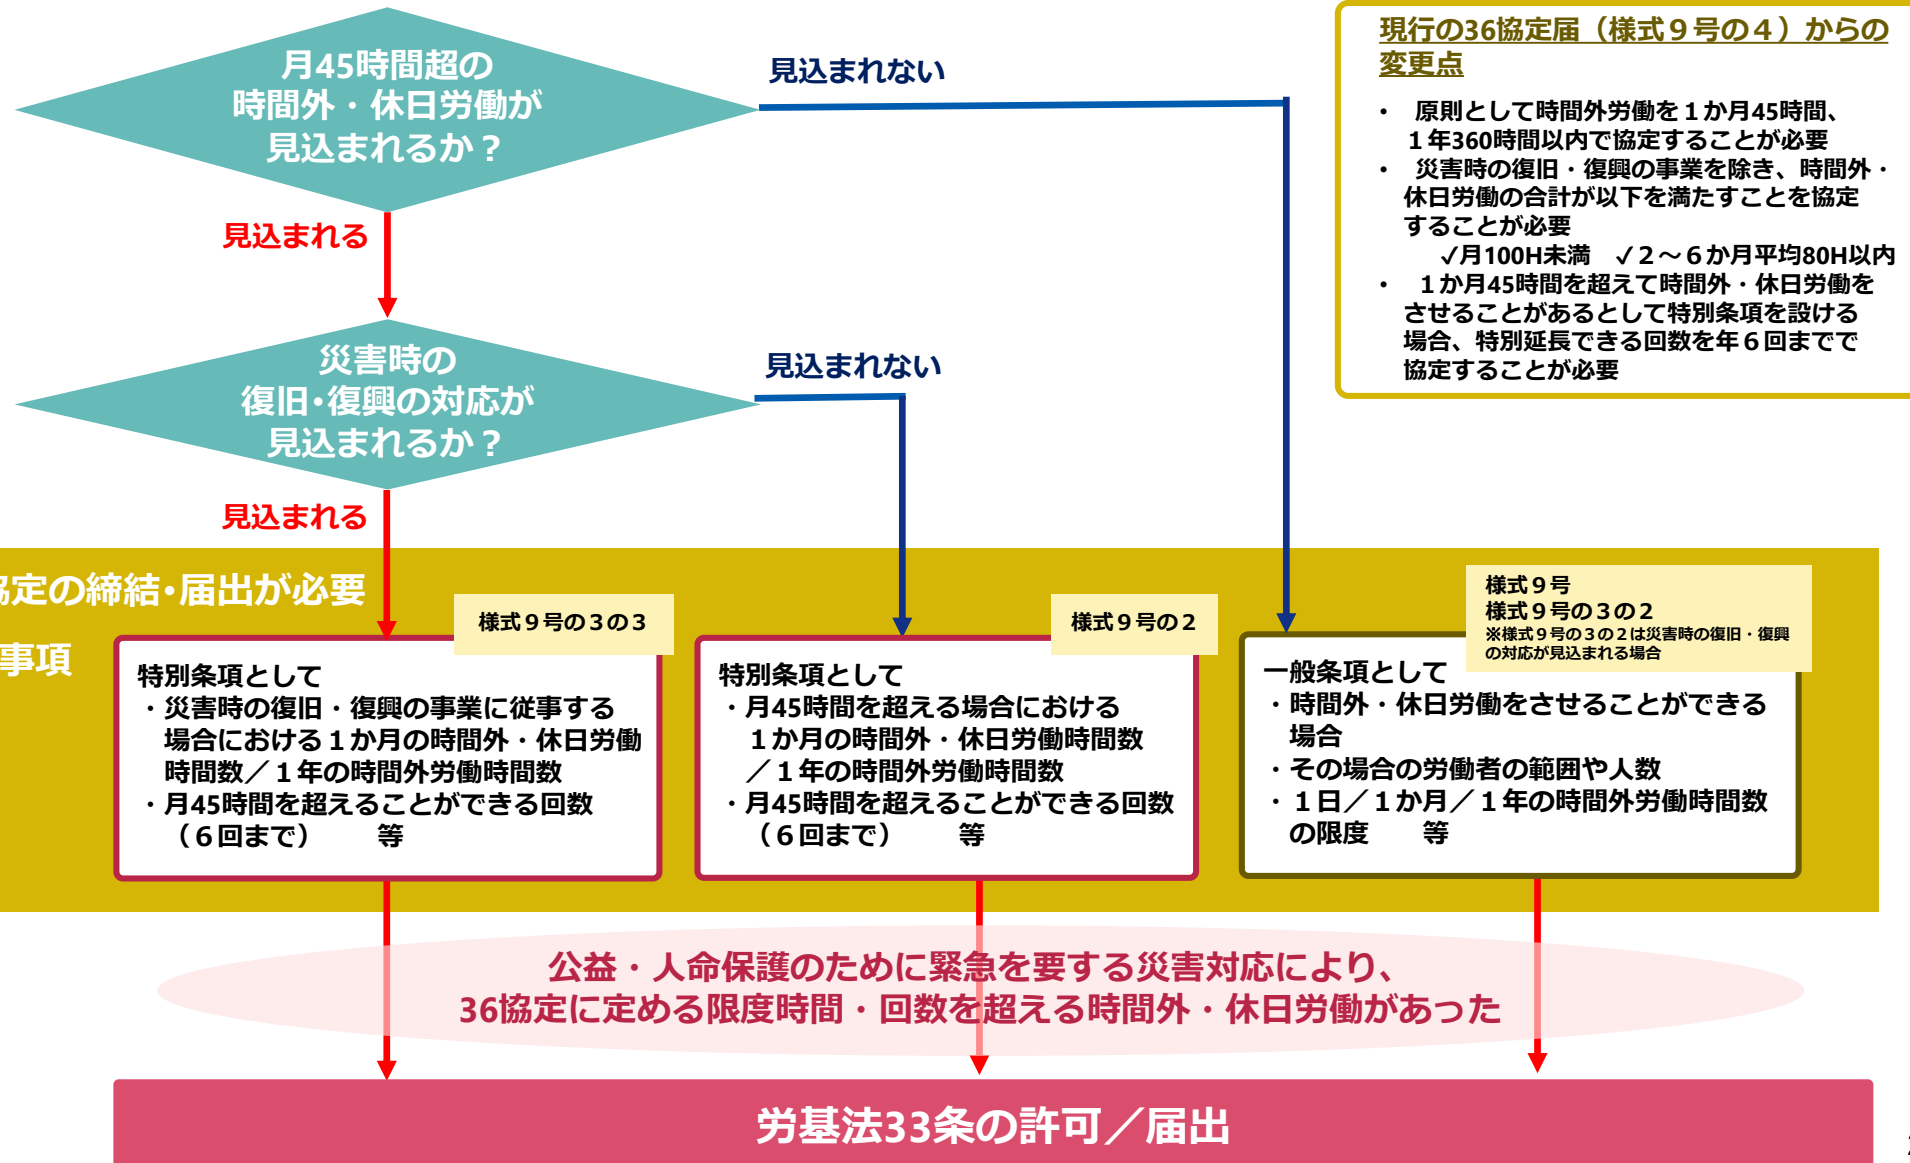 月45時間超の
時間外・休日労働が
見込まれるか？
見込まれない
見込まれる
災害時の
復旧・復興の対応が
見込まれるか？
見込まれない
見込まれる
現行の36協定届（様式９号の４）からの
変更点
・ 原則として時間外労働を１か月45時間、
１年360時間以内で協定することが必要
・ 災害時の復旧・復興の事業を除き、時間外・
休日労働の合計が以下を満たすことを協定
することが必要
✓月100H未満 ✓２～６か月平均80H以内
・ １か月45時間を超えて時間外・休日労働を
させることがあるとして特別条項を設ける
場合、特別延長できる回数を年６回までで
協定することが必要
定の締結・届出が必要
事項
様式９号の３の３
特別条項として
・災害時の復旧・復興の事業に従事する
場合における１か月の時間外・休日労働
時間数／１年の時間外労働時間数
・月45時間を超えることができる回数
（６回まで） 等
様式９号の２
特別条項として
・月45時間を超える場合における
１か月の時間外・休日労働時間数
／１年の時間外労働時間数
・月45時間を超えることができる回数
（６回まで） 等
様式９号
様式９号の３の２
※様式９号の３の２は災害時の復旧・復興
の対応が見込まれる場合
一般条項として
・時間外・休日労働をさせることができる
場合
・その場合の労働者の範囲や人数
・１日／１か月／１年の時間外労働時間数
の限度 等
公益・人命保護のために緊急を要する災害対応により、
36協定に定める限度時間・回数を超える時間外・休日労働があった
労基法33条の許可／届出